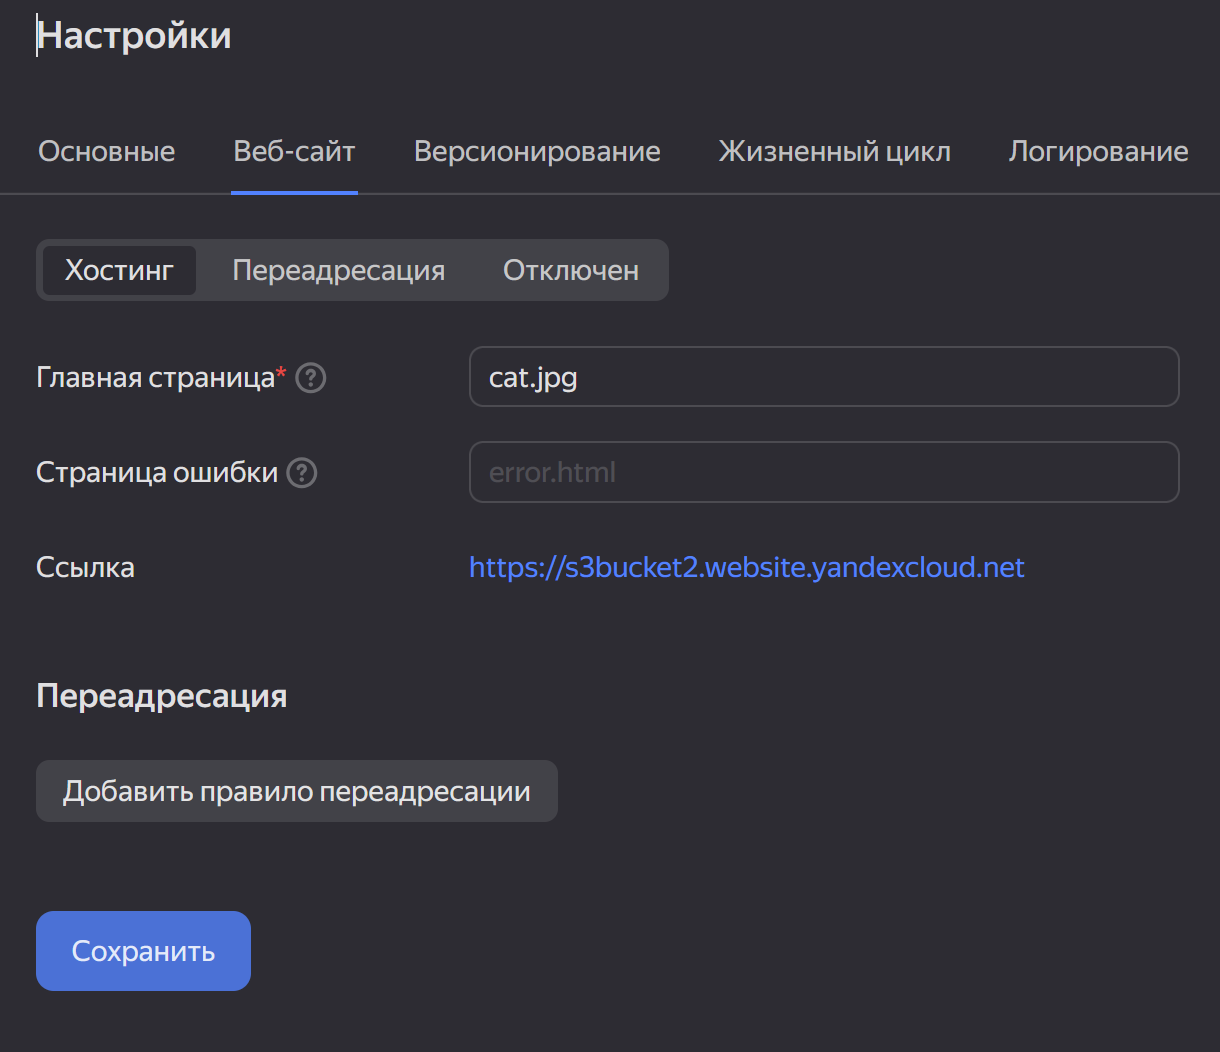 Настройки
Основные Веб-сайт Версионирование Жизненный цикл Логирование
Хостинг Переадресация Отключен
Главная страница* ? cat.jpg
Страница ошибки ? error.html
Ссылка https://s3bucket2.website.yandexcloud.net
Переадресация
Добавить правило переадресации
Сохранить